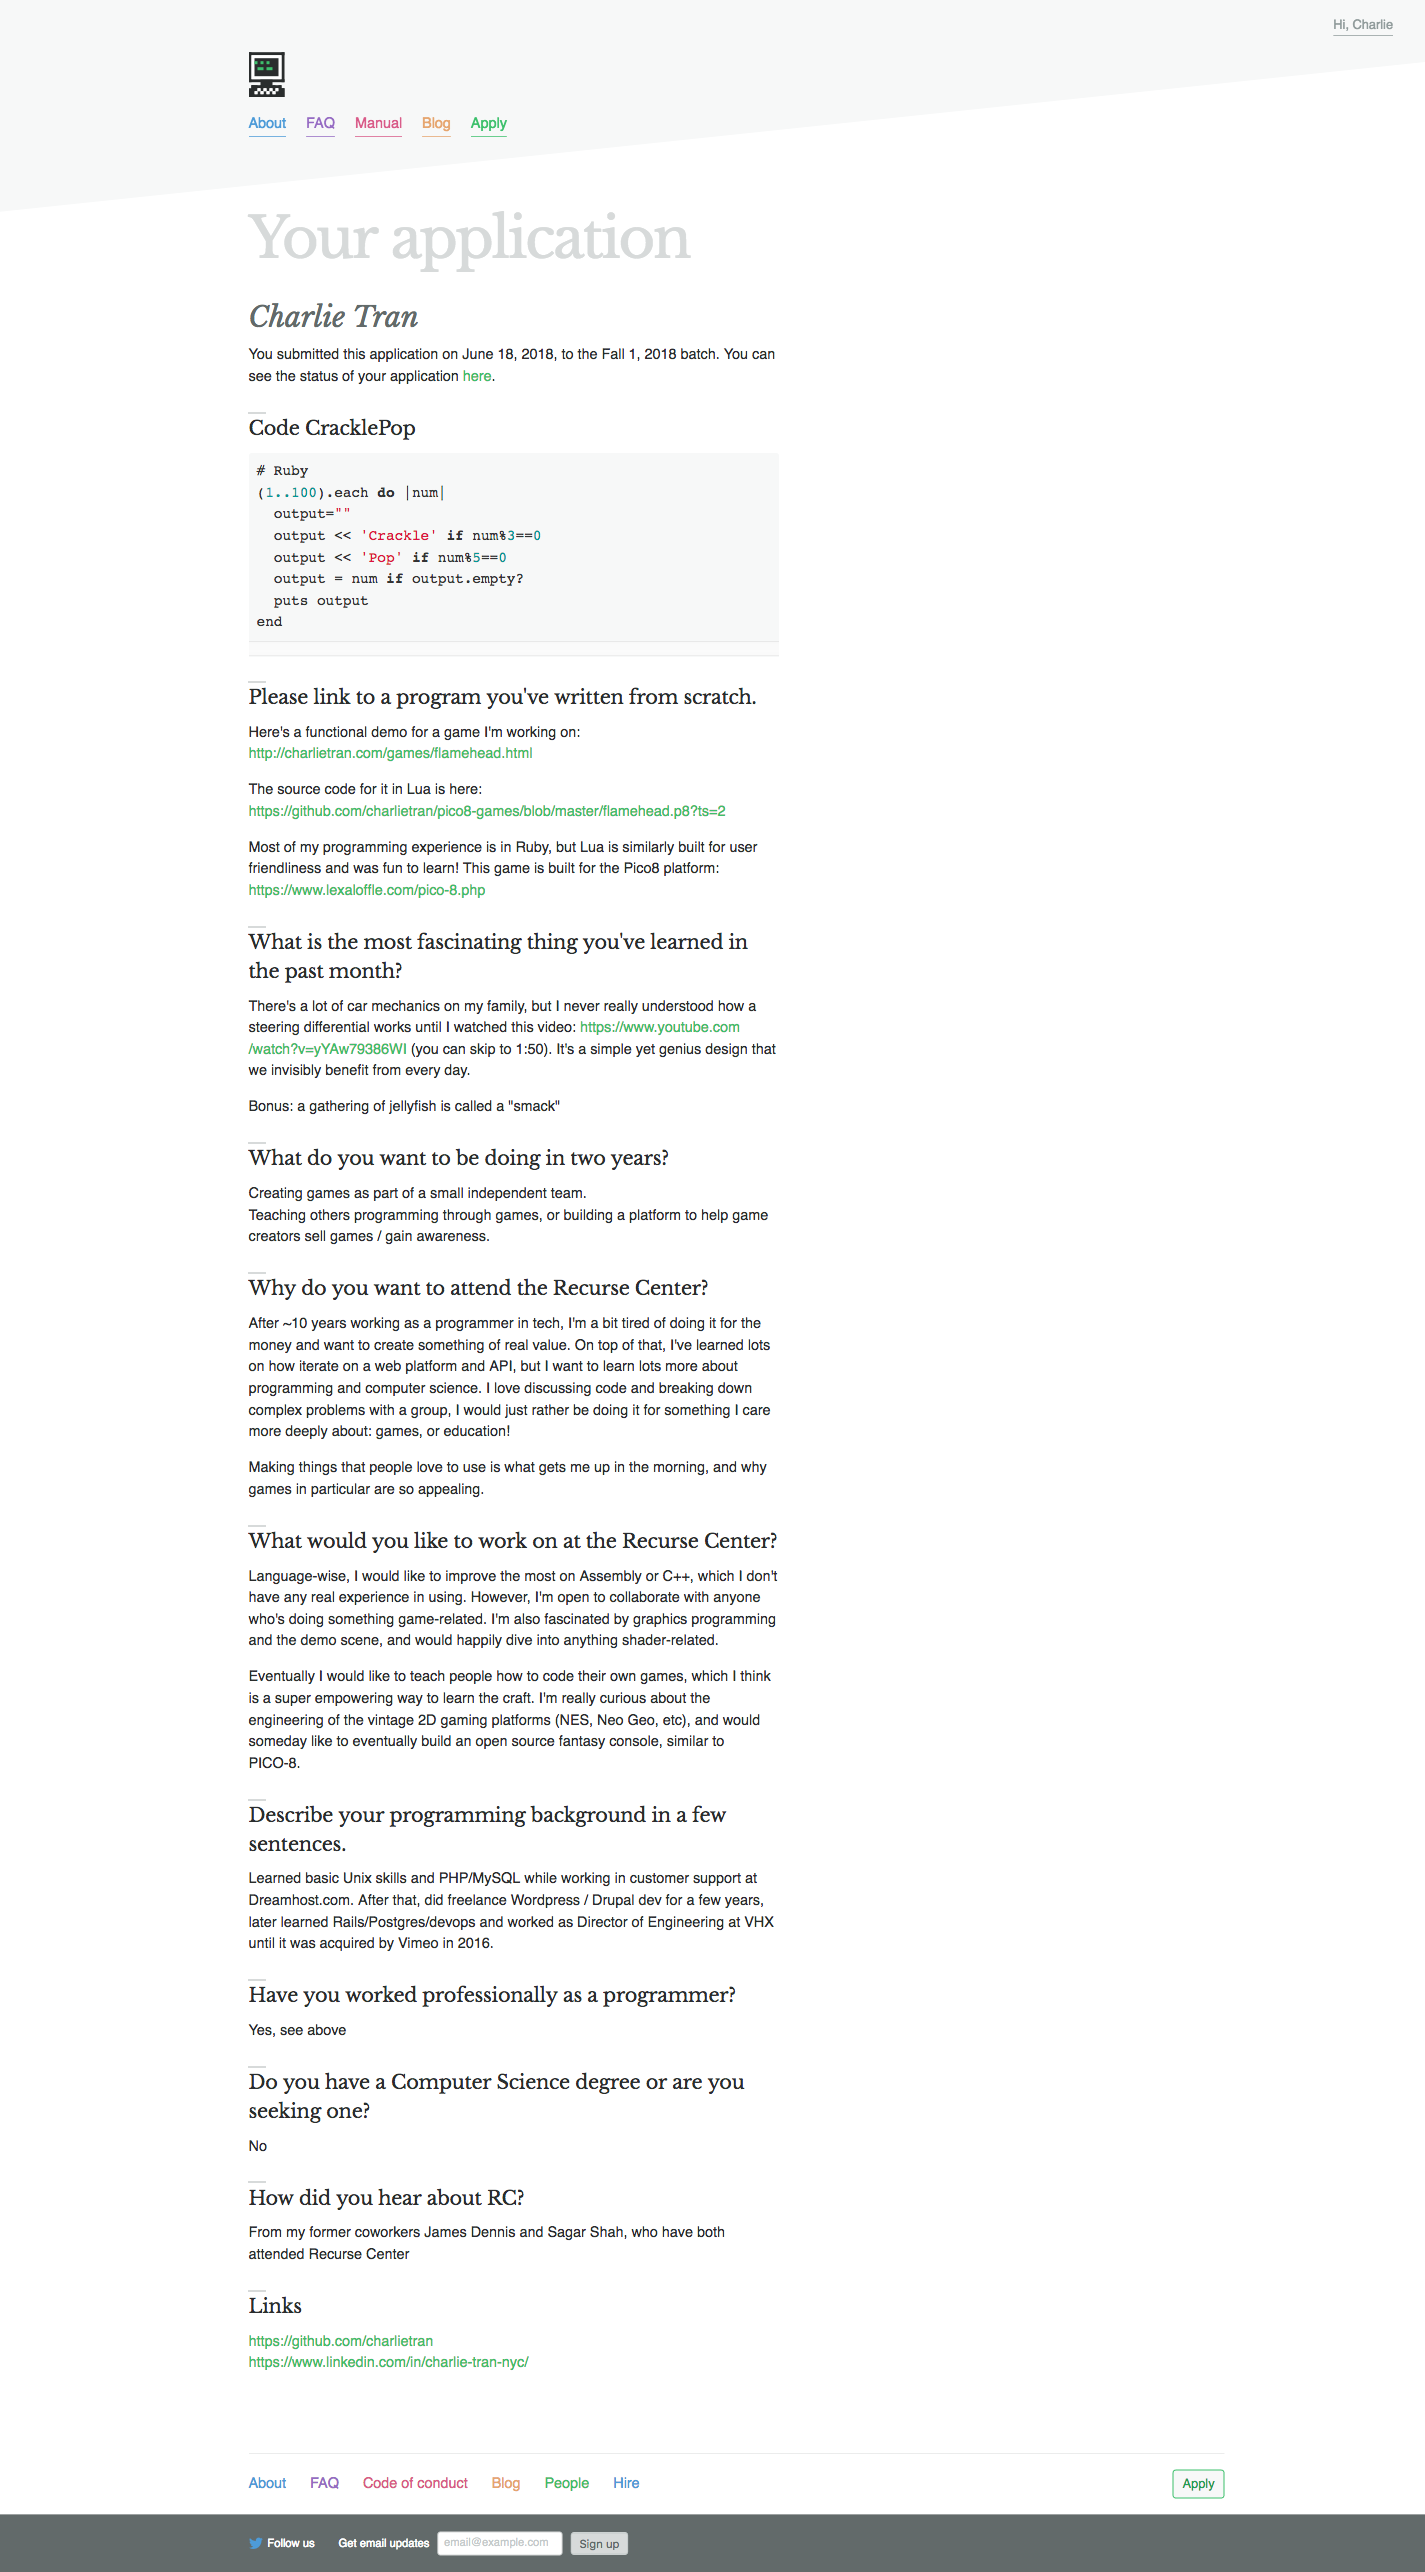 Hi, Charlie
About FAQ Manual Blog Apply
Your application
Charlie Tran
You submitted this application on June 18, 2018, to the Fall 1, 2018 batch. You can
see the status of your application here.
Code CracklePop
# Ruby
(1..100).each do |num|
  output=""
  output << 'Crackle' if num%3==0
  output << 'Pop' if num%5==0
  output = num if output.empty?
  puts output
end
Please link to a program you've written from scratch.
Here's a functional demo for a game I'm working on:
http://charlietran.com/games/flamehead.html
The source code for it in Lua is here:
https://github.com/charlietran/pico8-games/blob/master/flamehead.p8?ts=2
Most of my programming experience is in Ruby, but Lua is similarly built for user
friendliness and was fun to learn! This game is built for the Pico8 platform:
https://www.lexaloffle.com/pico-8.php
What is the most fascinating thing you've learned in
the past month?
There's a lot of car mechanics on my family, but I never really understood how a
steering differential works until I watched this video: https://www.youtube.com
/watch?v=yYAw79386WI (you can skip to 1:50). It's a simple yet genius design that
we invisibly benefit from every day.
Bonus: a gathering of jellyfish is called a "smack"
What do you want to be doing in two years?
Creating games as part of a small independent team.
Teaching others programming through games, or building a platform to help game
creators sell games / gain awareness.
Why do you want to attend the Recurse Center?
After ~10 years working as a programmer in tech, I'm a bit tired of doing it for the
money and want to create something of real value. On top of that, I've learned lots
on how iterate on a web platform and API, but I want to learn lots more about
programming and computer science. I love discussing code and breaking down
complex problems with a group, I would just rather be doing it for something I care
more deeply about: games, or education!
Making things that people love to use is what gets me up in the morning, and why
games in particular are so appealing.
What would you like to work on at the Recurse Center?
Language-wise, I would like to improve the most on Assembly or C++, which I don't
have any real experience in using. However, I'm open to collaborate with anyone
who's doing something game-related. I'm also fascinated by graphics programming
and the demo scene, and would happily dive into anything shader-related.
Eventually I would like to teach people how to code their own games, which I think
is a super empowering way to learn the craft. I'm really curious about the
engineering of the vintage 2D gaming platforms (NES, Neo Geo, etc), and would
someday like to eventually build an open source fantasy console, similar to
PICO-8.
Describe your programming background in a few
sentences.
Learned basic Unix skills and PHP/MySQL while working in customer support at
Dreamhost.com. After that, did freelance Wordpress / Drupal dev for a few years,
later learned Rails/Postgres/devops and worked as Director of Engineering at VHX
until it was acquired by Vimeo in 2016.
Have you worked professionally as a programmer?
Yes, see above
Do you have a Computer Science degree or are you
seeking one?
No
How did you hear about RC?
From my former coworkers James Dennis and Sagar Shah, who have both
attended Recurse Center
Links
https://github.com/charlietran
https://www.linkedin.com/in/charlie-tran-nyc/
About FAQ Code of conduct Blog People Hire Apply
Follow us Get email updates email@example.com Sign up